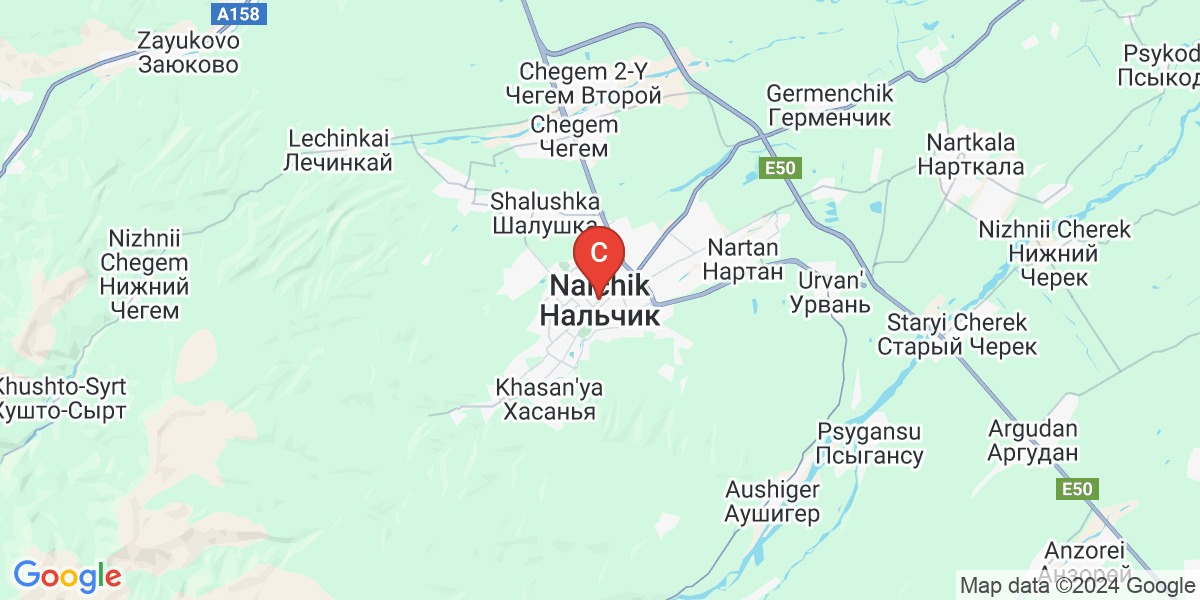 A158
Zayukovo
Заюково
Psykod
Псыкод
Chegem 2-Y
Чегем Второй
Germenchik
Герменчик
Chegem
Чегем
Lechinkai
Лечинкай
Nartkala
Нарткала
E50
Shalushka
Шалушка
C
Nizhnii
Chegem
Нижний
Чегем
Nartan
Нартан
Nizhnii Cherek
Нижний
Черек
Nalchik
Нальчик
Urvan'
Урвань
Staryi Cherek
Старый Черек
Khushto-Syrt
Хушто-Сырт
Khasan'ya
Хасанья
Psygansu
Псыгансу
Argudan
Аргудан
Aushiger
Аушигер
E50
Anzorei
Анзорей
Google
Map data ©2024 Google